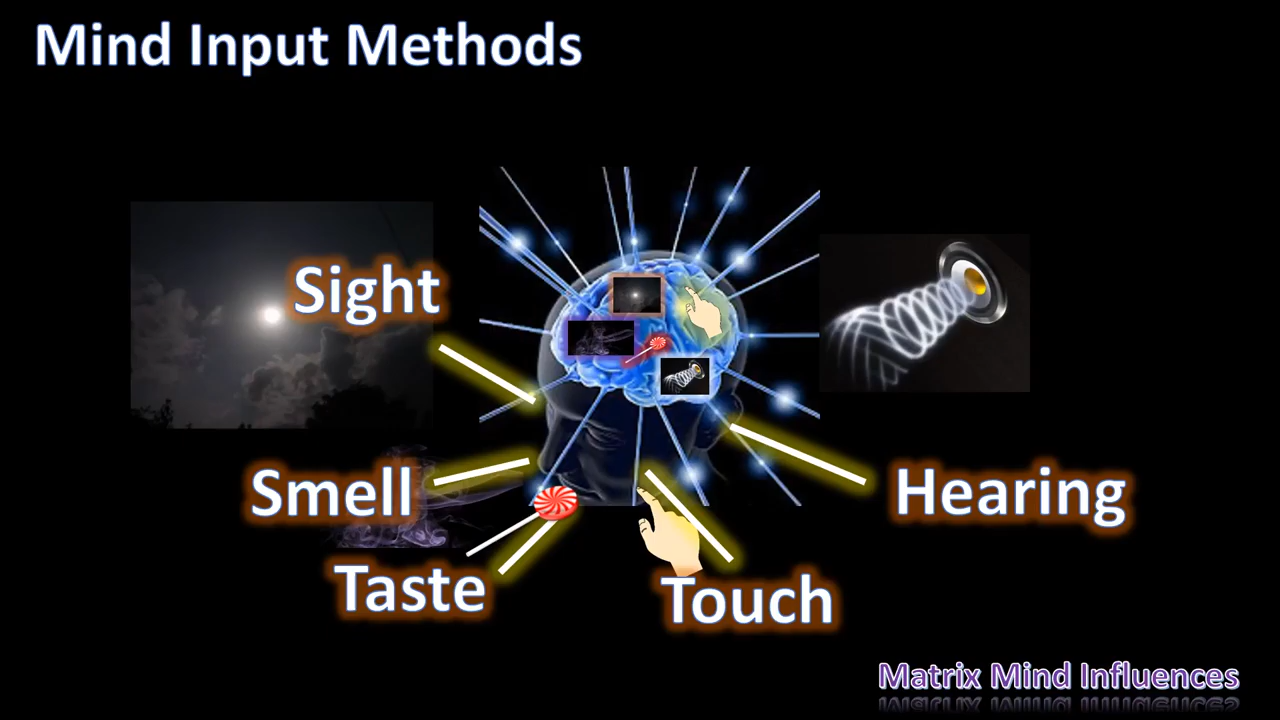 Mind Input Methods
Sight
Smell
Hearing
Taste
Touch
Matrix Mind Influences